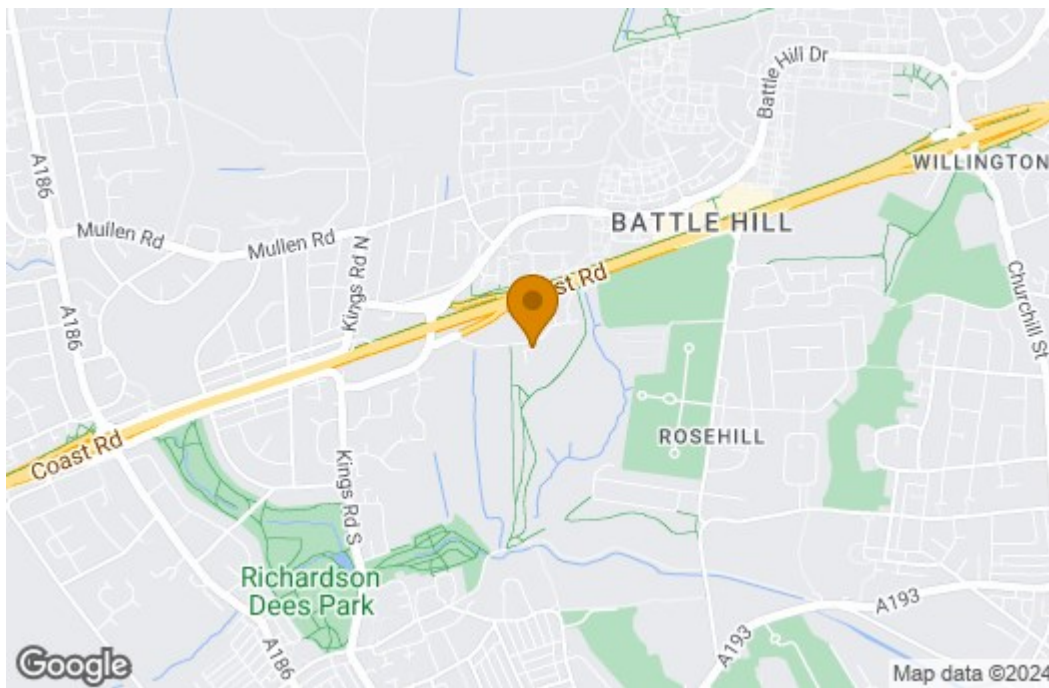 Battle Hill Dr
A186
WILLINGTON
Mullen Rd
Mullen Rd
BATTLE HILL
Kings Rd N
st Rd
Churchill St
A186
Coast Rd
ROSEHILL
Kings Rd S
Richardson
Dees Park
A193
A193
A186
Google
Map data ©2024